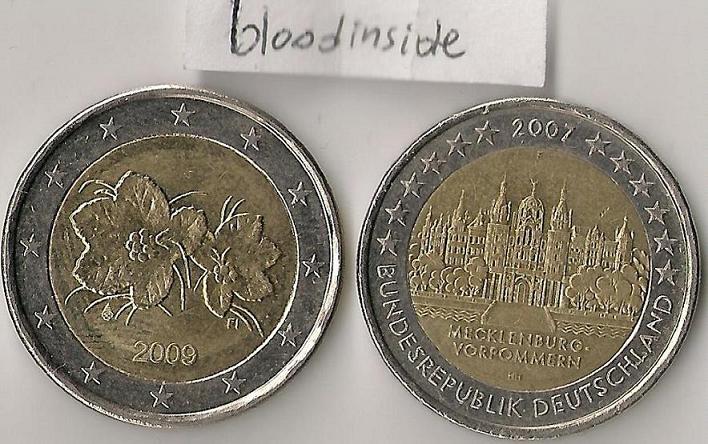 bloodinside
2009
FI
2007
MECKLENBURG-
VORPOMMERN
BUNDESREPUBLIK DEUTSCHLAND